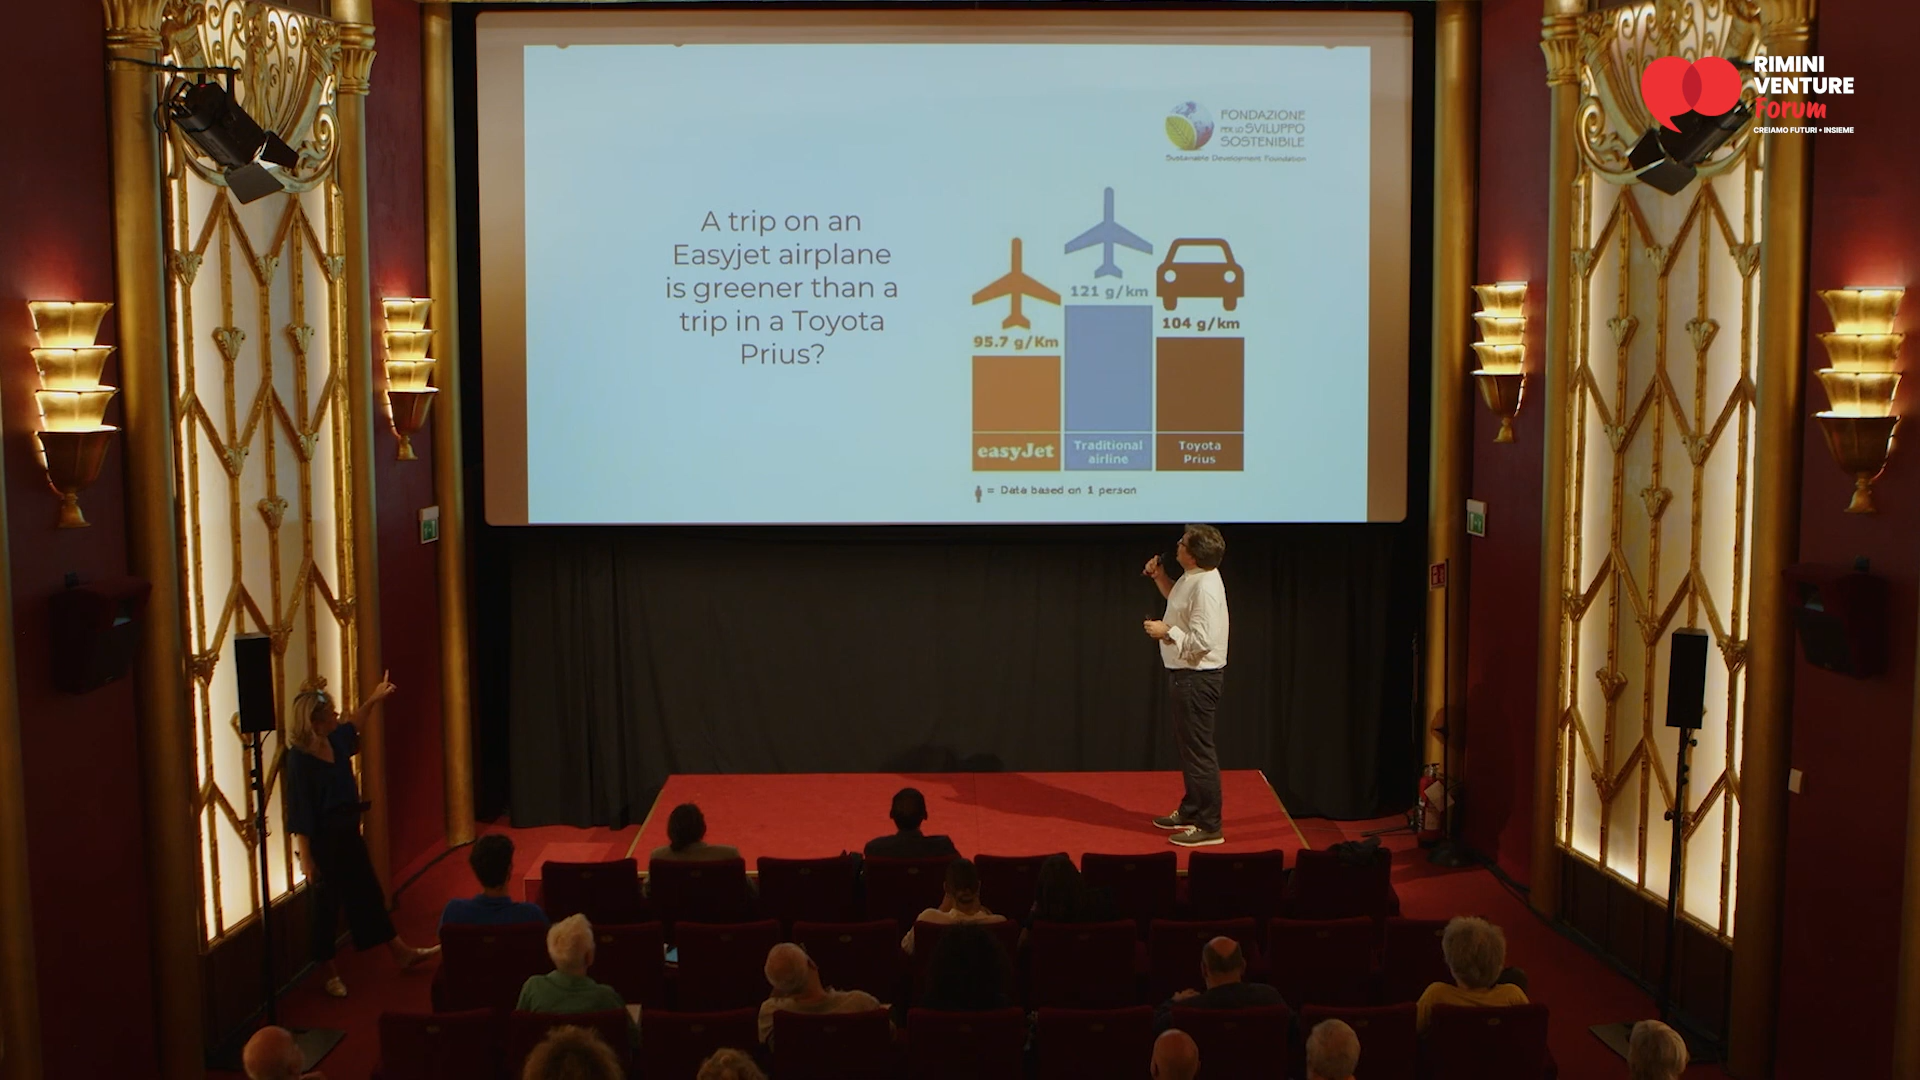 RIMINI
VENTURE
Forum
CREIAMO FUTURI • INSIEME
FONDAZIONE
PER LO SVILUPPO
SOSTENIBILE
Sustainable Development Foundation
A trip on an
Easyjet airplane
is greener than a
trip in a Toyota
Prius?
121 g/km
104 g/km
95.7 g/Km
easyJet
Traditional
airline
Toyota
Prius
= Data based on 1 person